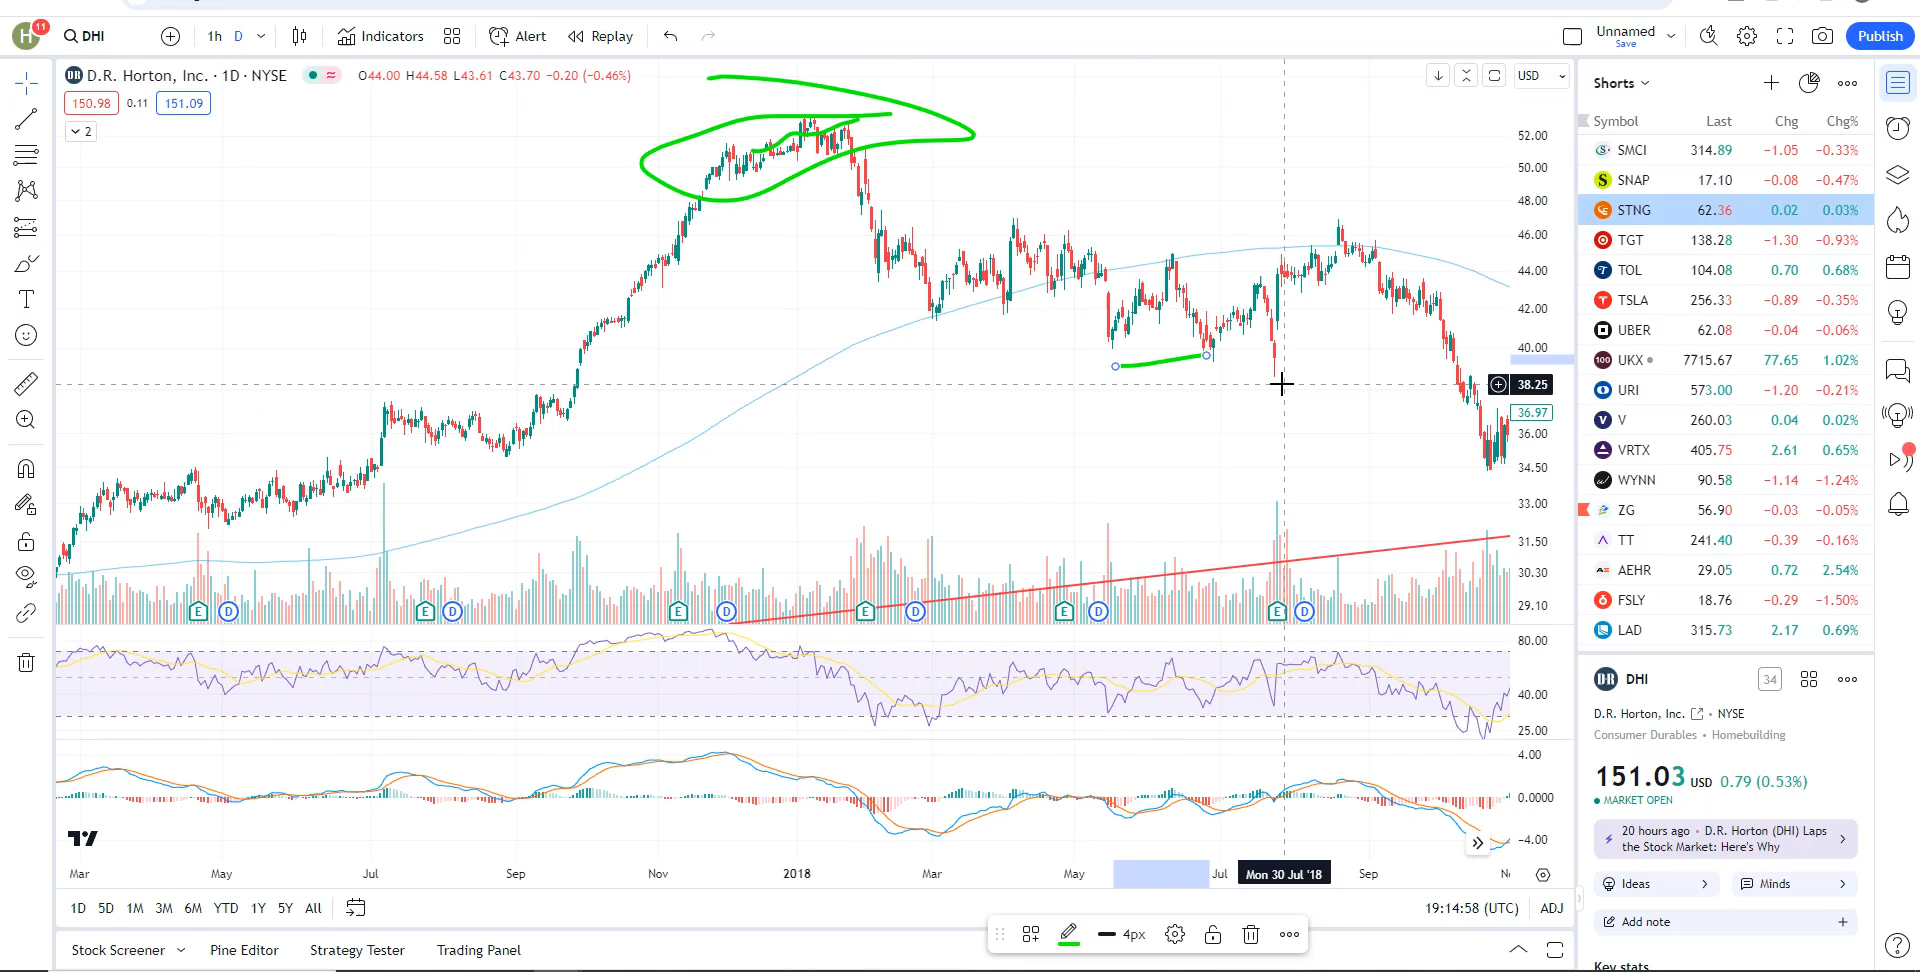 H 11 DHI 1h D Indicators Alert Replay Unnamed Save Publish
D.R. Horton, Inc. · 1D · NYSE O44.00 H44.58 L43.61 C43.70 −0.20 (−0.46%) USD
150.98 0.11 151.09
2
52.00
50.00
48.00
46.00
44.00
42.00
40.00
38.25
36.97
36.00
34.50
33.00
31.50
30.30
29.10
E D E D E D E D E D E D
80.00
40.00
25.00
4.00
0.0000
−4.00
Mar May Jul Sep Nov 2018 Mar May Jul Mon 30 Jul '18 Sep
1D 5D 1M 3M 6M YTD 1Y 5Y All 19:14:58 (UTC) ADJ
4px
Stock Screener Pine Editor Strategy Tester Trading Panel
Shorts
Symbol Last Chg Chg%
SMCI 314.89 −1.05 −0.33%
SNAP 17.10 −0.08 −0.47%
STNG 62.36 0.02 0.03%
TGT 138.28 −1.30 −0.93%
TOL 104.08 0.70 0.68%
TSLA 256.33 −0.89 −0.35%
UBER 62.08 −0.04 −0.06%
100 UKX 7715.67 77.65 1.02%
URI 573.00 −1.20 −0.21%
V 260.03 0.04 0.02%
VRTX 405.75 2.61 0.65%
WYNN 90.58 −1.14 −1.24%
ZG 56.90 −0.03 −0.05%
TT 241.40 −0.39 −0.16%
AEHR 29.05 0.72 2.54%
FSLY 18.76 −0.29 −1.50%
LAD 315.73 2.17 0.69%
DHI 34
D.R. Horton, Inc. • NYSE
Consumer Durables • Homebuilding
151.03 USD 0.79 (0.53%)
MARKET OPEN
20 hours ago • D.R. Horton (DHI) Laps
the Stock Market: Here's Why
Ideas Minds
Add note
Key stats